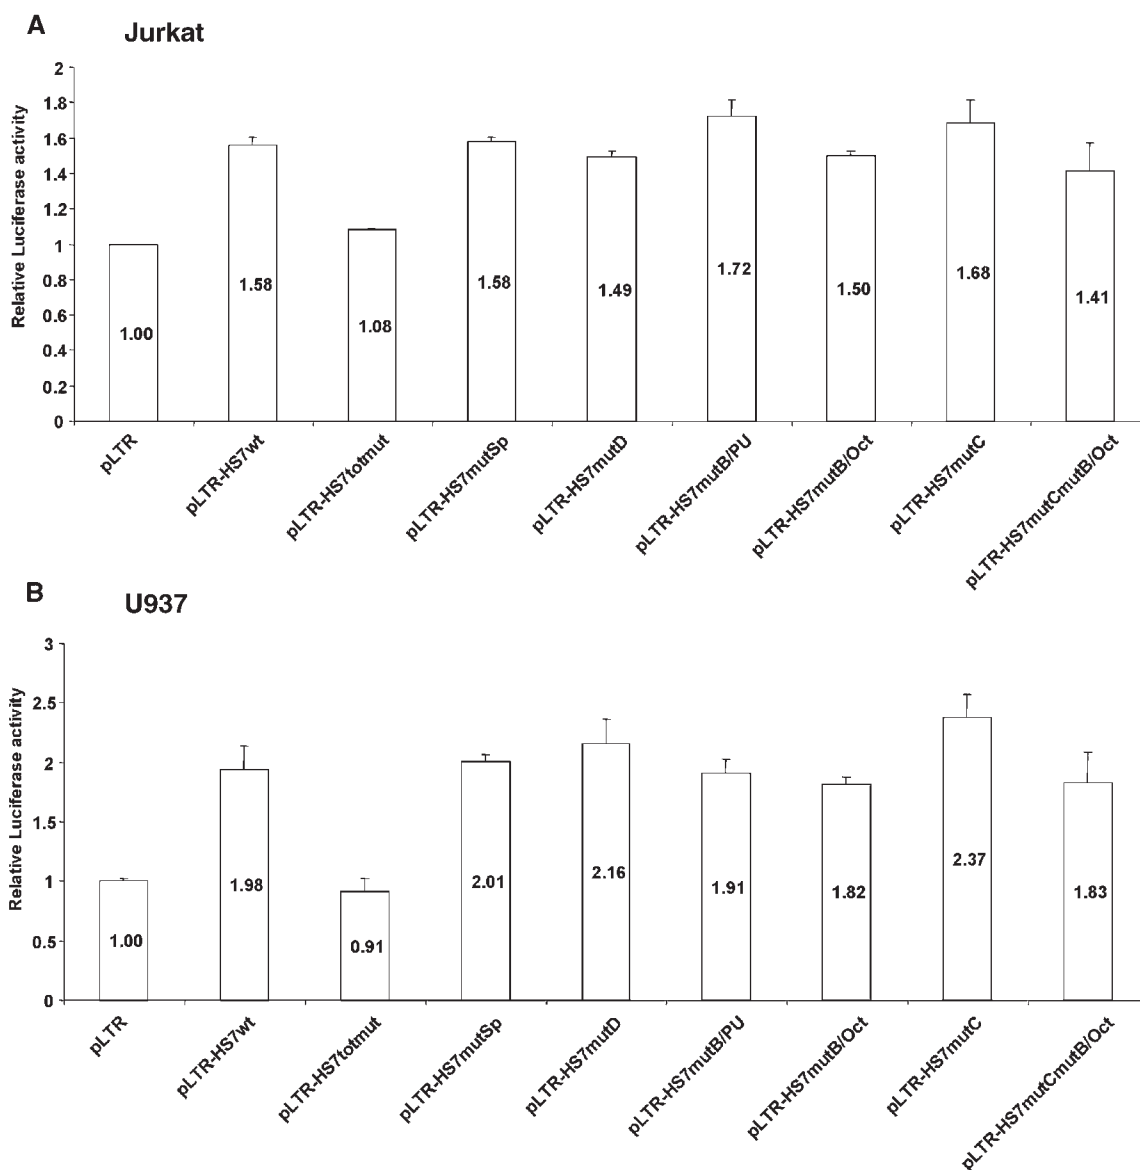 A
Jurkat
Relative Luciferase activity
2
1.8
1.6
1.4
1.2
1
0.8
0.6
0.4
0.2
0
1.00
1.58
1.08
1.58
1.49
1.72
1.50
1.68
1.41
pLTR
pLTR-HS7wt
pLTR-HS7totmut
pLTR-HS7mutSp
pLTR-HS7mutD
pLTR-HS7mutB/PU
pLTR-HS7mutB/Oct
pLTR-HS7mutC
pLTR-HS7mutCmutB/Oct
B
U937
Relative Luciferase activity
3
2.5
2
1.5
1
0.5
0
1.00
1.98
0.91
2.01
2.16
1.91
1.82
2.37
1.83
pLTR
pLTR-HS7wt
pLTR-HS7totmut
pLTR-HS7mutSp
pLTR-HS7mutD
pLTR-HS7mutB/PU
pLTR-HS7mutB/Oct
pLTR-HS7mutC
pLTR-HS7mutCmutB/Oct